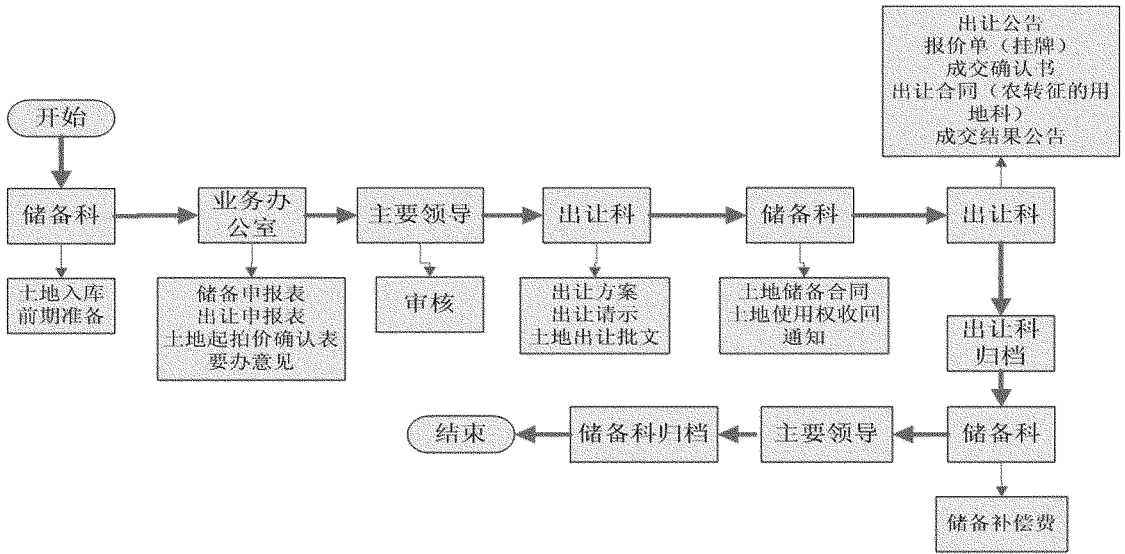 出让公告
报价单（挂牌）
成交确认书
出让合同（农转征的用
地科）
成交结果公告
开始
储备科
业务办
公室
主要领导
出让科
储备科
出让科
土地入库
前期准备
储备申报表
出让申报表
土地起拍价确认表
要办意见
审核
出让方案
出让请示
土地出让批文
土地储备合同
土地使用权收回
通知
出让科
归档
结束
储备科归档
主要领导
储备科
储备补偿费